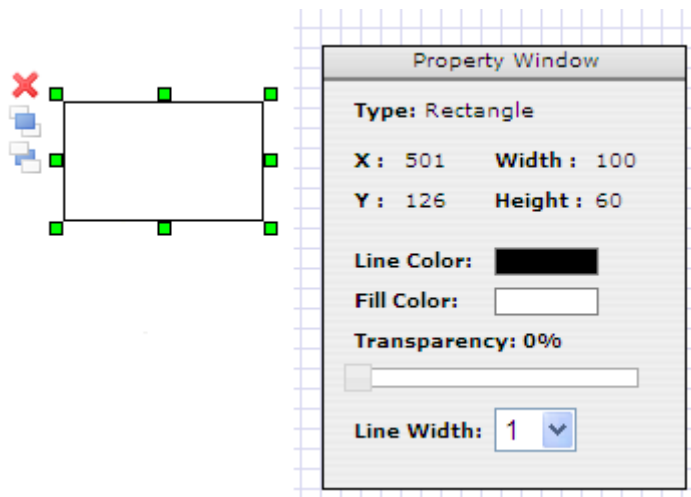 Property Window
Type: Rectangle
X : 501 Width : 100
Y : 126 Height : 60
Line Color:
Fill Color:
Transparency: 0%
Line Width: 1